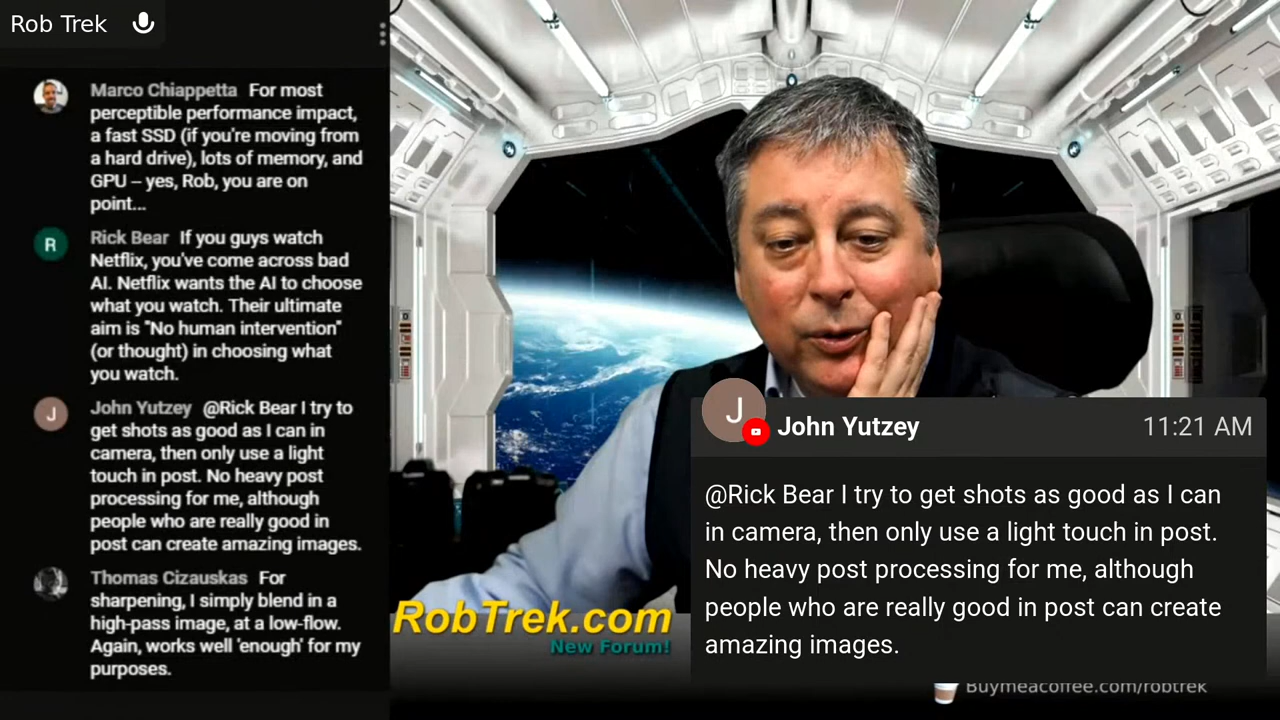 Rob Trek
Marco Chiappetta For most
perceptible performance impact,
a fast SSD (if you're moving from
a hard drive), lots of memory, and
GPU -- yes, Rob, you are on
point...
R
Rick Bear If you guys watch
Netflix, you've come across bad
AI. Netflix wants the AI to choose
what you watch. Their ultimate
aim is "No human intervention"
(or thought) in choosing what
you watch.
J
John Yutzey @Rick Bear I try to
get shots as good as I can in
camera, then only use a light
touch in post. No heavy post
processing for me, although
people who are really good in
post can create amazing images.
Thomas Cizauskas For
sharpening, I simply blend in a
high-pass image, at a low-flow.
Again, works well 'enough' for my
purposes.
J
John Yutzey 11:21 AM
@Rick Bear I try to get shots as good as I can
in camera, then only use a light touch in post.
No heavy post processing for me, although
people who are really good in post can create
amazing images.
RobTrek.com
New Forum!
Buymeacoffee.com/robtrek